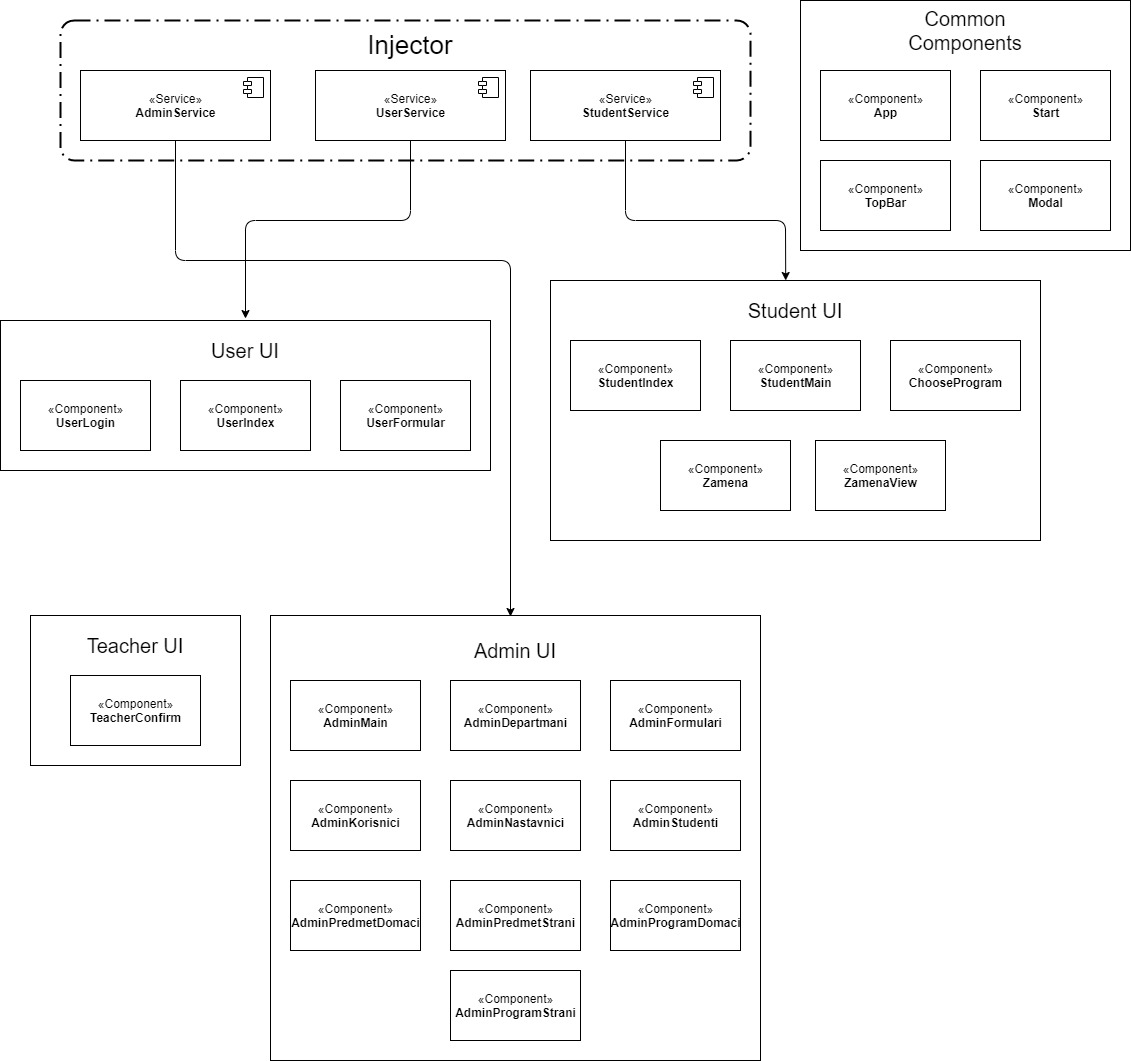 Injector
«Service»
AdminService
«Service»
UserService
«Service»
StudentService
Common
Components
«Component»
App
«Component»
Start
«Component»
TopBar
«Component»
Modal
User UI
«Component»
UserLogin
«Component»
UserIndex
«Component»
UserFormular
Student UI
«Component»
StudentIndex
«Component»
StudentMain
«Component»
ChooseProgram
«Component»
Zamena
«Component»
ZamenaView
Teacher UI
«Component»
TeacherConfirm
Admin UI
«Component»
AdminMain
«Component»
AdminDepartmani
«Component»
AdminFormulari
«Component»
AdminKorisnici
«Component»
AdminNastavnici
«Component»
AdminStudenti
«Component»
AdminPredmetDomaci
«Component»
AdminPredmetStrani
«Component»
AdminProgramDomaci
«Component»
AdminProgramStrani